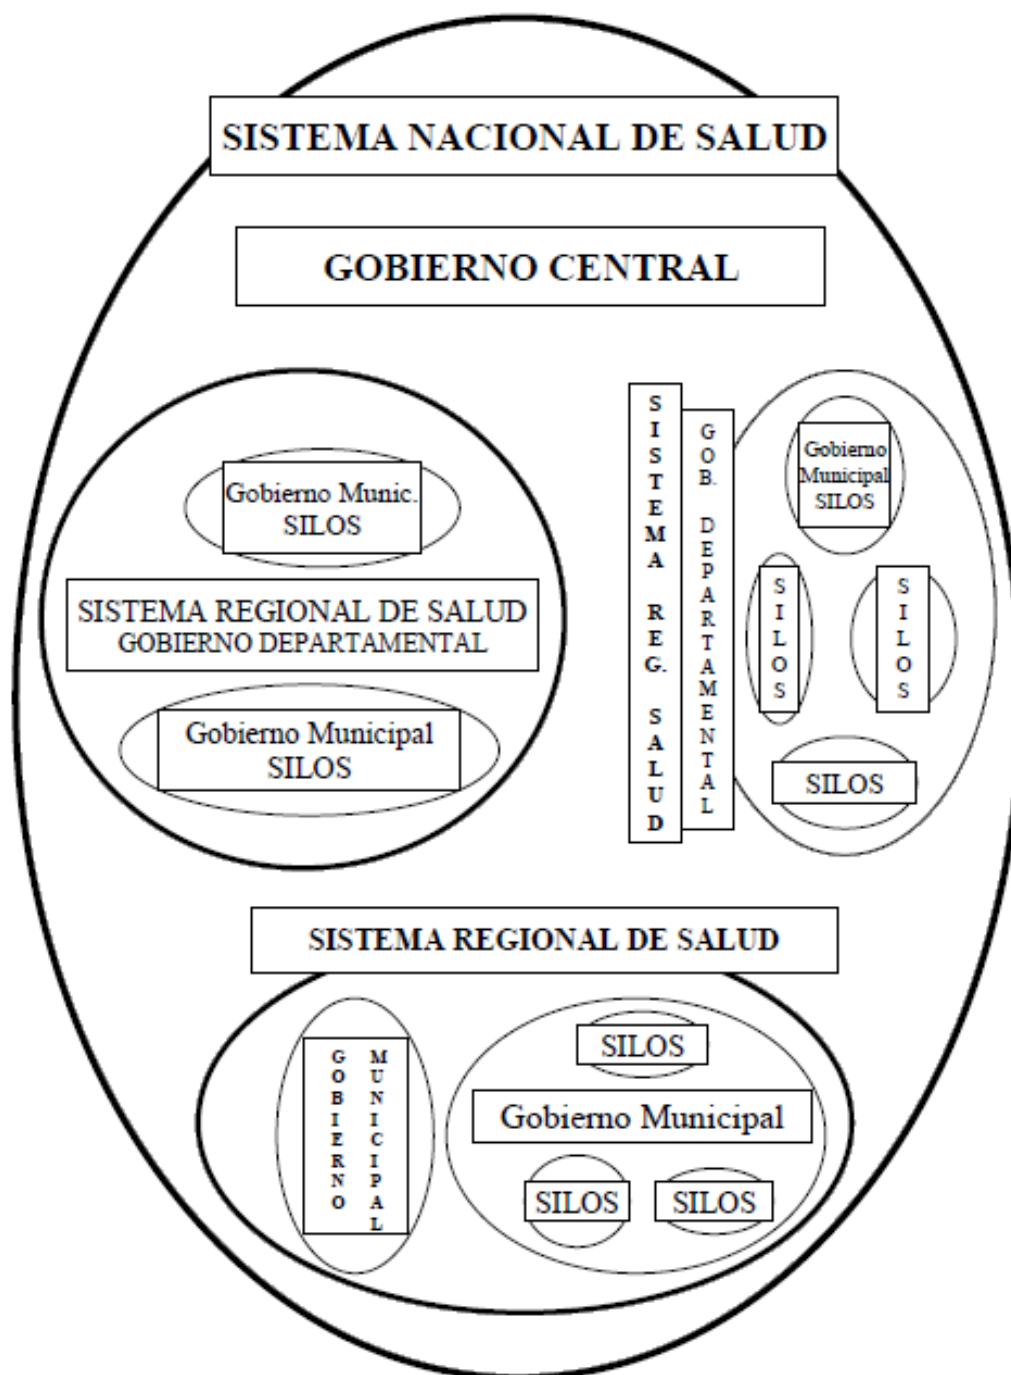 SISTEMA NACIONAL DE SALUD
GOBIERNO CENTRAL
Gobierno Munic.
SILOS
SISTEMA REGIONAL DE SALUD
GOBIERNO DEPARTAMENTAL
Gobierno Municipal
SILOS
SISTEMA REG. SALUD
GOB. DEPARTAMENTAL
Gobierno
Municipal
SILOS
SILOS
SILOS
SILOS
SISTEMA REGIONAL DE SALUD
GOBIERNO
MUNICIPAL
SILOS
Gobierno Municipal
SILOS
SILOS